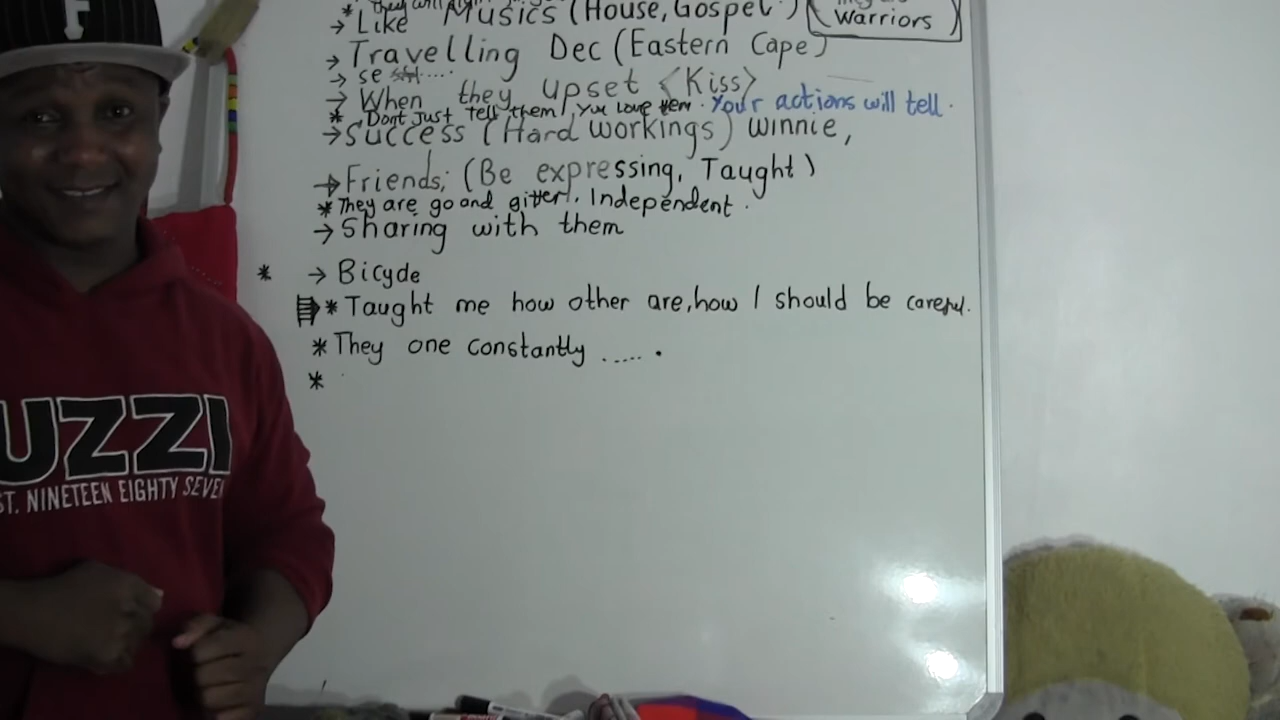 * They will
→ Like Musics (House, Gospel )
Warriors
→ Travelling Dec (Eastern Cape)
→ se .....
→ When they upset <Kiss>
* Dont Just Tell them, You Love them. Your actions will tell.
→ Success (Hard workings) Winnie,
→ Friends; (Be expressing, Taught)
* They are go and gitter, Independent.
→ Sharing with them
* → Bicycle
* Taught me how other are, how I should be careful.
* They one constantly ..... .
*
F
UZZI
ST. NINETEEN EIGHTY SEVEN